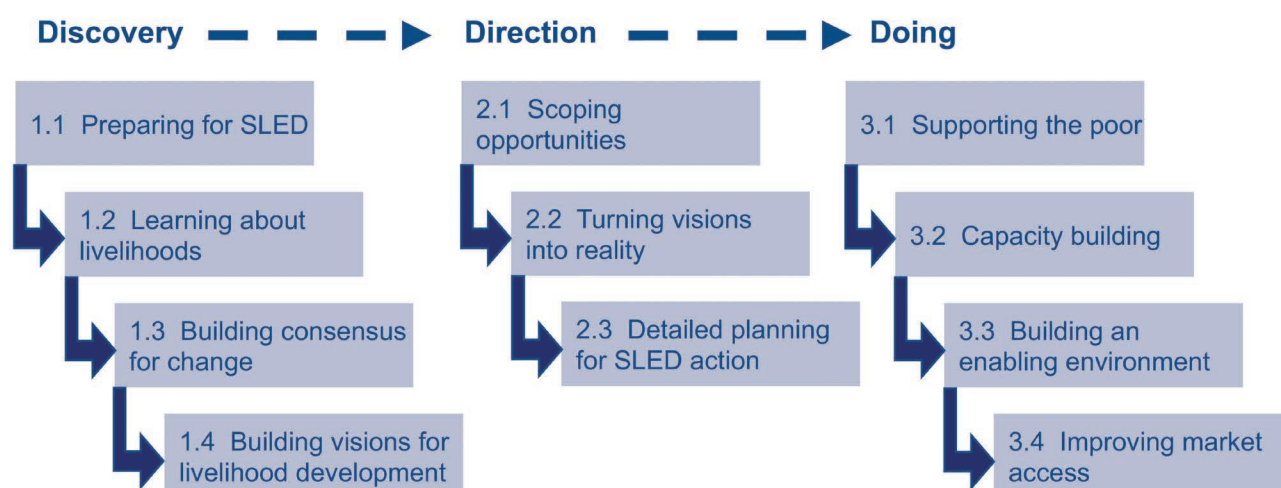 Discovery
Direction
Doing
1.1 Preparing for SLED
1.2 Learning about
livelihoods
1.3 Building consensus
for change
1.4 Building visions for
livelihood development
2.1 Scoping
opportunities
2.2 Turning visions
into reality
2.3 Detailed planning
for SLED action
3.1 Supporting the poor
3.2 Capacity building
3.3 Building an
enabling environment
3.4 Improving market
access